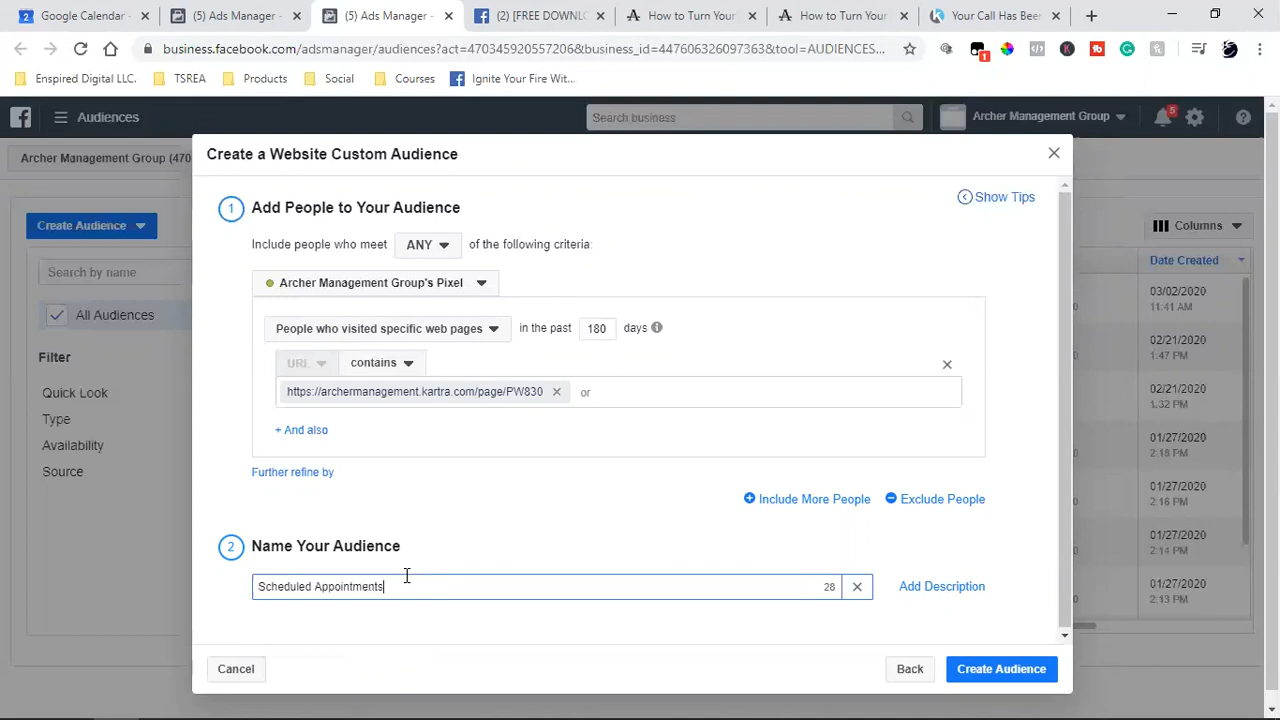 Google Calendar -
(5) Ads Manager -
(5) Ads Manager -
(2) [FREE DOWNL
How to Turn Your
How to Turn Your
Your Call Has Been
business.facebook.com/adsmanager/audiences?act=470345920557206&business_id=447606326097363&tool=AUDIENCES...
1
Enspired Digital LLC.
TSREA
Products
Social
Courses
Ignite Your Fire Wit...
Audiences
Search business
Archer Management Group
5
Archer Management Group (470
Create a Website Custom Audience
Show Tips
1
Add People to Your Audience
Create Audience
Columns
Include people who meet ANY of the following criteria:
Search by name
Date Created
Archer Management Group's Pixel
03/02/2020
11:41 AM
All Audiences
People who visited specific web pages in the past 180 days
02/21/2020
1:47 PM
Filter
URL contains
Quick Look
https://archermanagement.kartra.com/page/PW830 or
02/21/2020
1:32 PM
Type
+ And also
01/27/2020
2:18 PM
Availability
Source
Further refine by
01/27/2020
2:16 PM
Include More People
Exclude People
01/27/2020
2:14 PM
2
Name Your Audience
Scheduled Appointments
28
Add Description
01/27/2020
2:13 PM
Cancel
Back
Create Audience